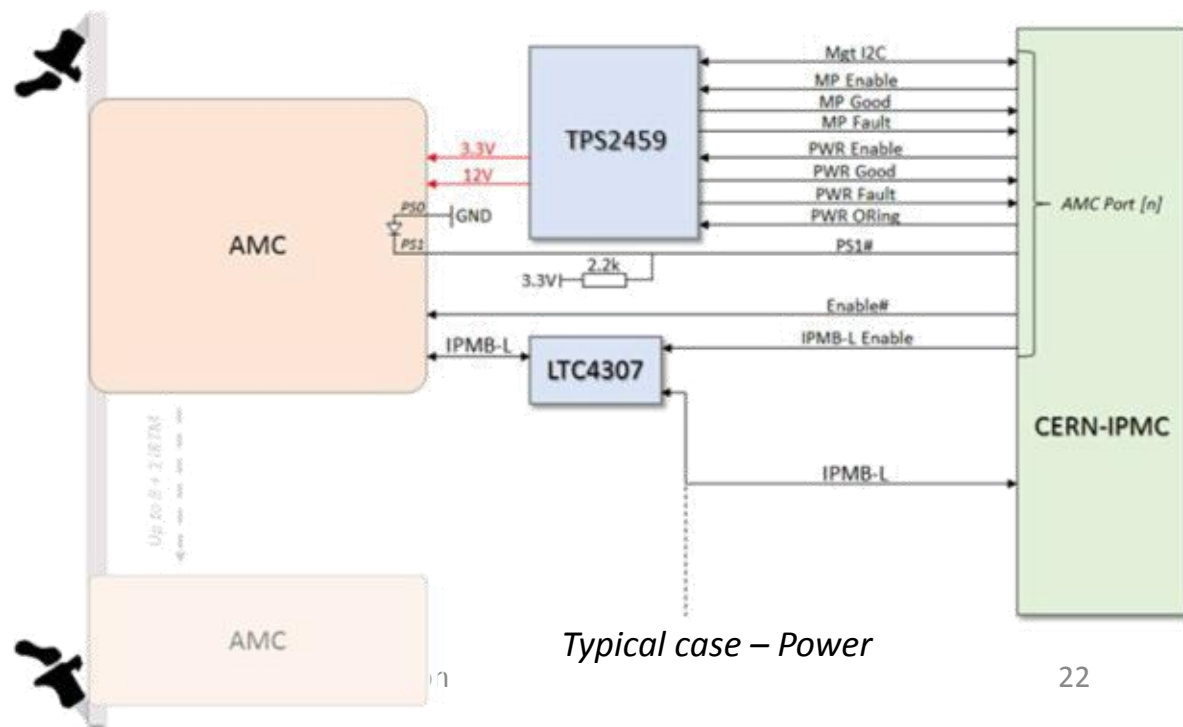 Mgt I2C
MP Enable
MP Good
MP Fault
TPS2459
PWR Enable
3.3V
12V
PWR Good
PWR Fault
PWR ORing
AMC Port [n]
PS0
GND
AMC
PS1
PS1#
2.2k
3.3V
Enable#
IPMB-L Enable
IPMB-L
LTC4307
CERN-IPMC
IPMB-L
AMC
Typical case – Power
22